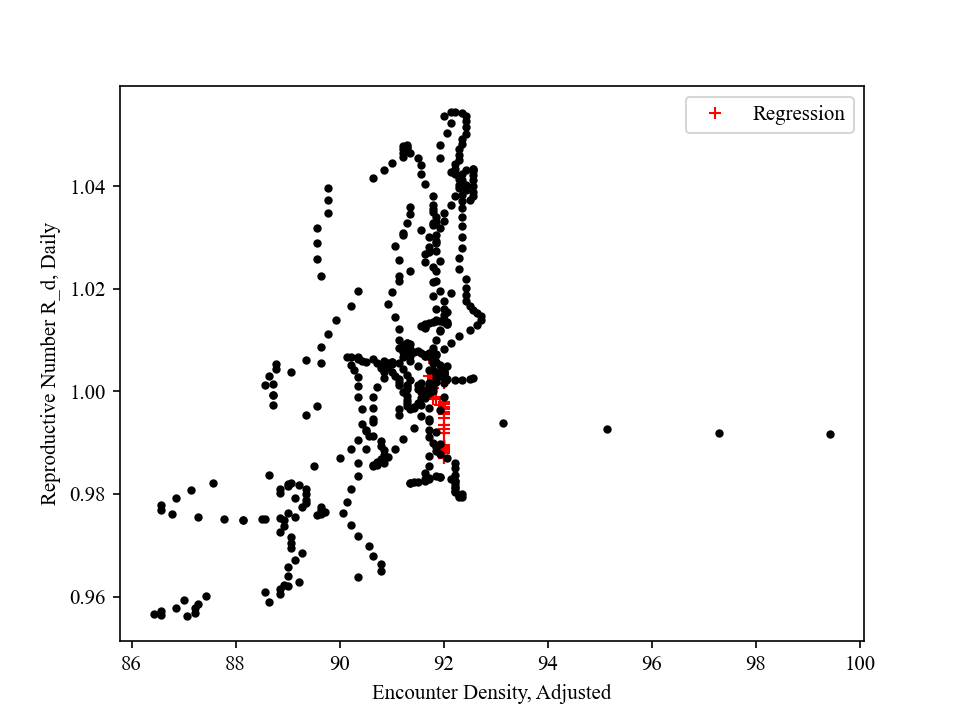 Regression
1.04
1.02
1.00
0.98
0.96
Reproductive Number R_d, Daily
86 88 90 92 94 96 98 100
Encounter Density, Adjusted